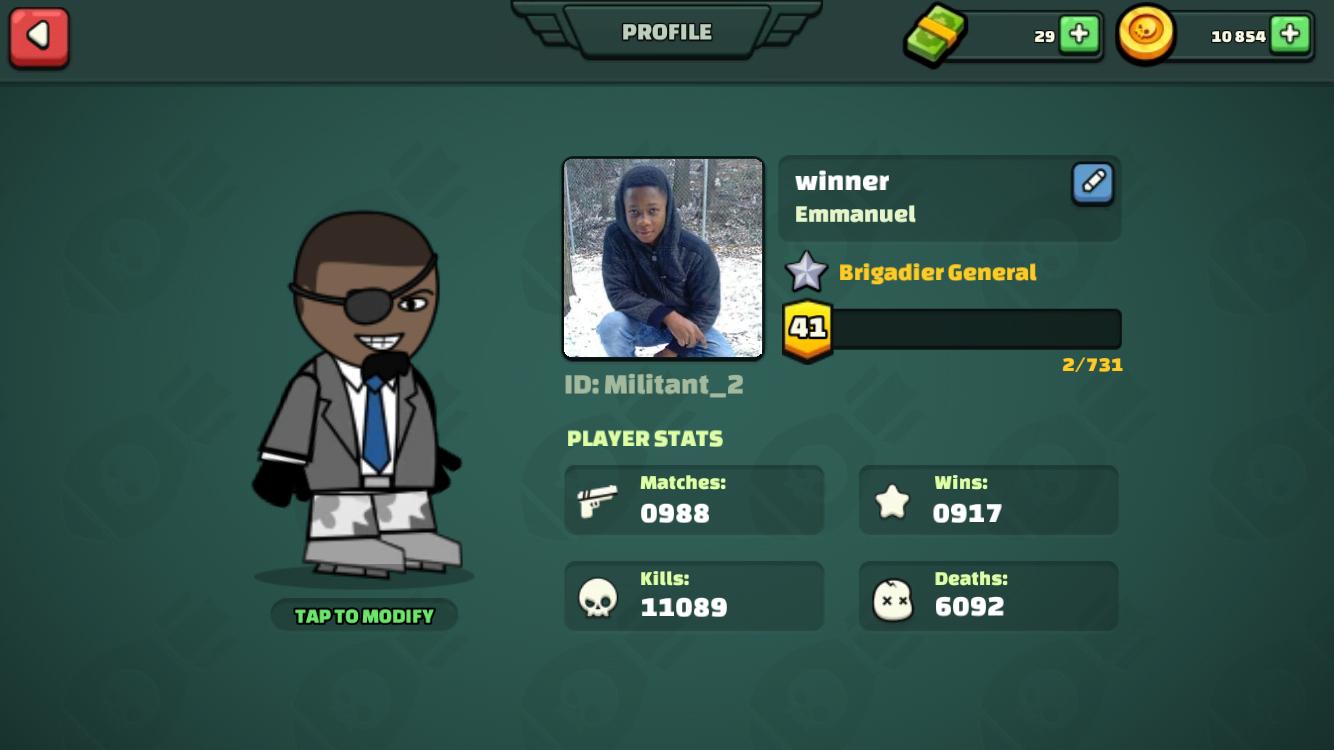 PROFILE
29
10 854
winner
Emmanuel
Brigadier General
41
2/731
ID: Militant_2
PLAYER STATS
Matches:
0988
Wins:
0917
Kills:
11089
Deaths:
6092
TAP TO MODIFY